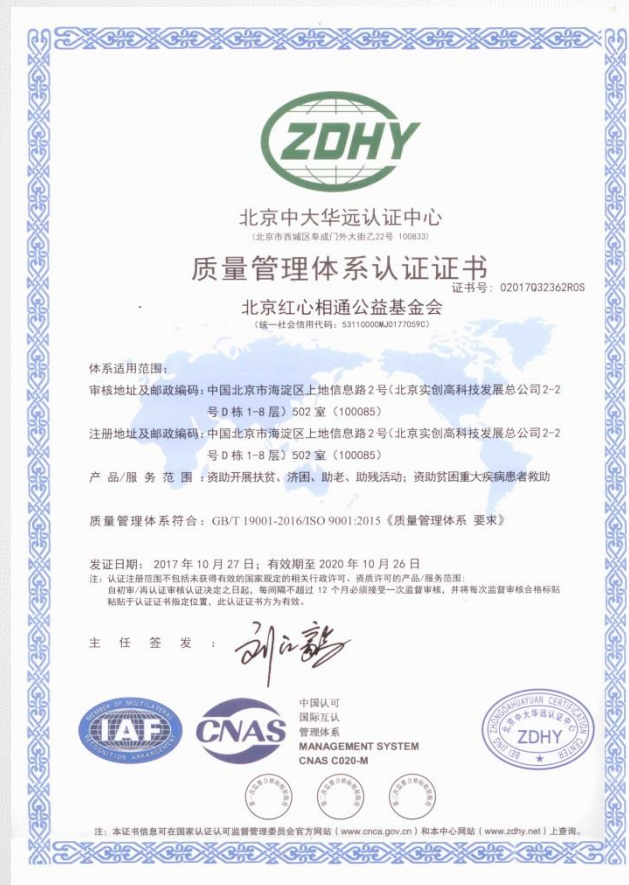 ZDHY
北京中大华远认证中心
(北京市西城区阜成门外大街乙22号 100833)
质量管理体系认证证书
证书号: 02017Q32362R0S
北京红心相通公益基金会
(统一社会信用代码: 53110000MJ0177059C)
体系适用范围:
审核地址及邮政编码:中国北京市海淀区上地信息路2号(北京实创高科技发展总公司2-2
号D栋1-8层)502室(100085)
注册地址及邮政编码:中国北京市海淀区上地信息路2号(北京实创高科技发展总公司2-2
号D栋1-8层)502室(100085)
产 品/服 务 范 围 :资助开展扶贫、济困、助老、助残活动; 资助贫困重大疾病患者救助
质量管理体系符合: GB/T 19001-2016/ISO 9001:2015《质量管理体系 要求》
发证日期: 2017年10月27日; 有效期至2020年10月26日
注: 认证注册范围不包括未获得有效的国家规定的相关行政许可、资质许可的产品/服务范围;
自初审/再认证审核认证决定之日起, 每间隔不超过 12 个月必须接受一次监督审核, 并将每次监督审核合格标贴
粘贴于认证证书指定位置, 此认证证书方为有效。
主 任 签 发 :
MEMBER OF MULTILATERAL
IAF
RECOGNITION ARRANGEMENT
CNAS
中国认可
国际互认
管理体系
MANAGEMENT SYSTEM
CNAS C020-M
ZHONGDAHUAYUAN CERTIFICATION
北京中大华远认证中心
ZDHY
BEIJING
CENTER
注: 本证书信息可在国家认证认可监督管理委员会官方网站 (www.cnca.gov.cn) 和本中心网站 (www.zdhy.net) 上查询。